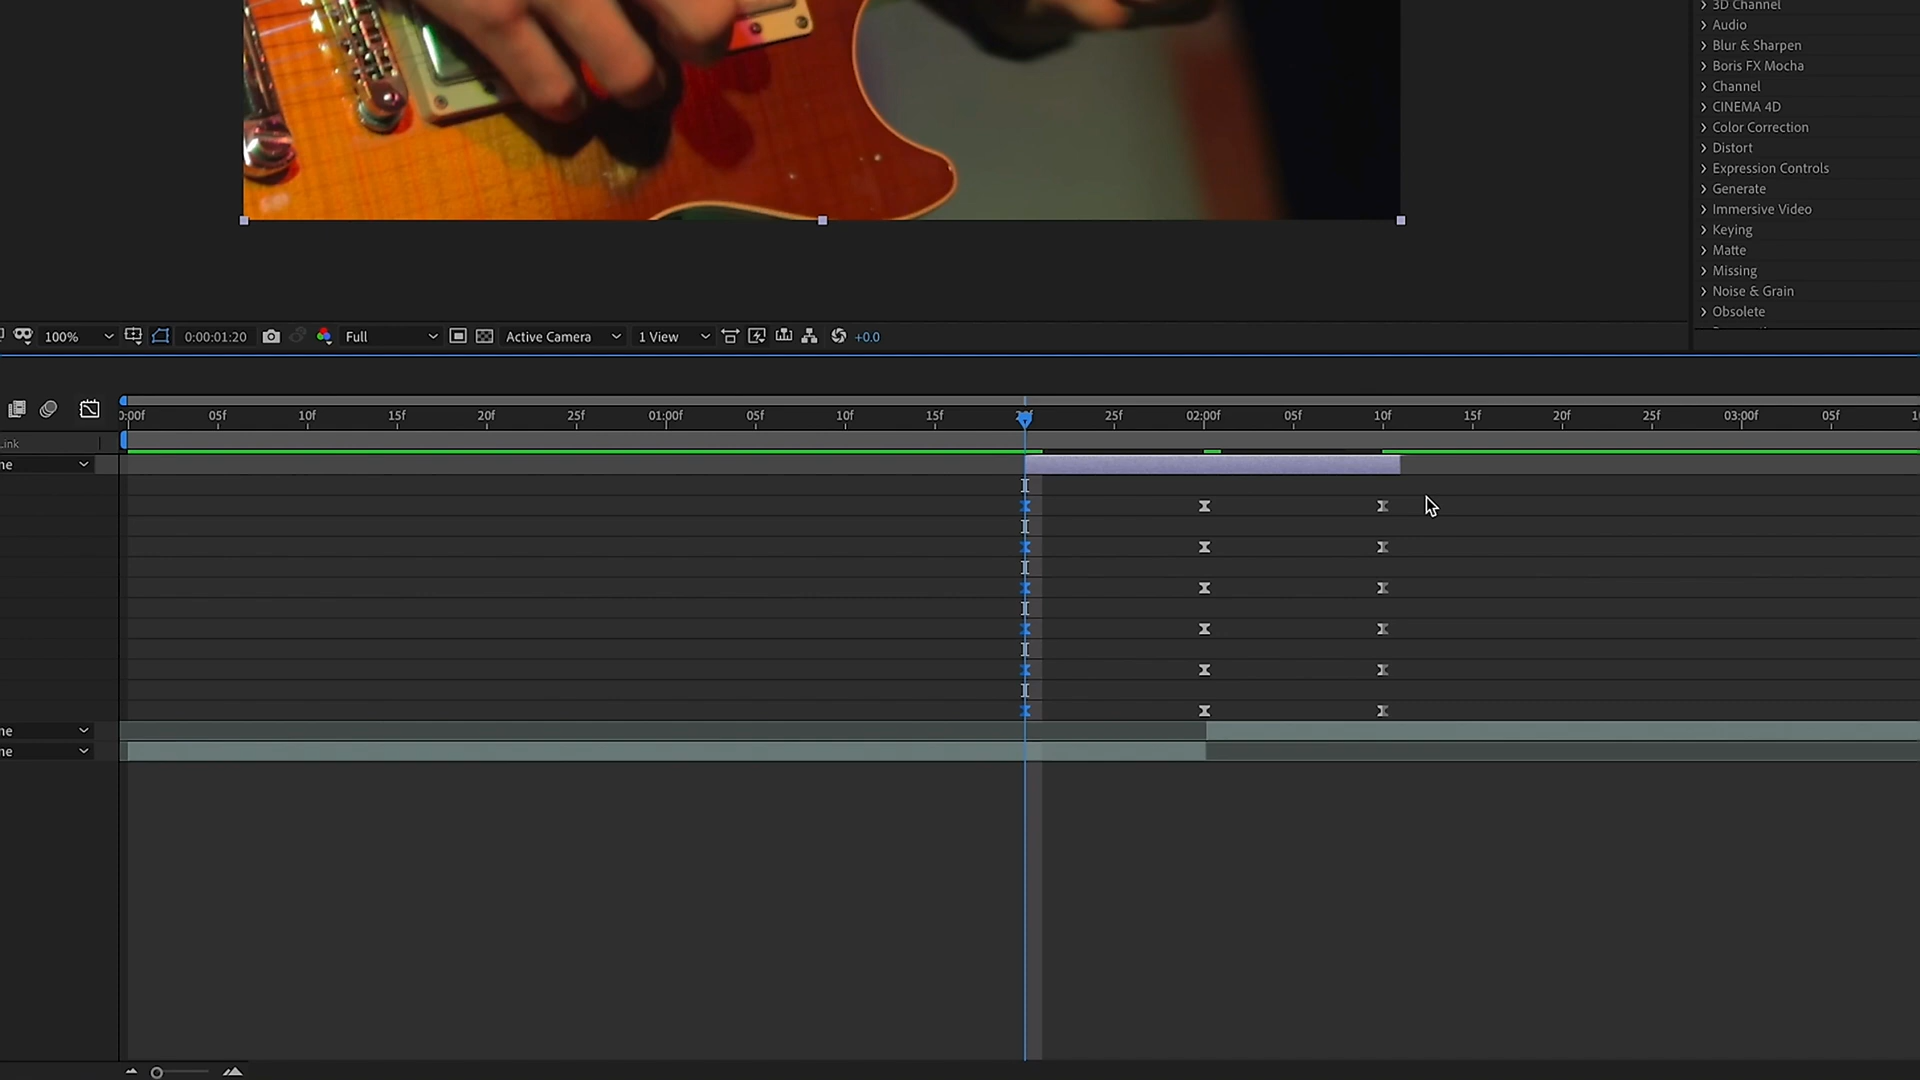 3D Channel
Audio
Blur & Sharpen
Boris FX Mocha
Channel
CINEMA 4D
Color Correction
Distort
Expression Controls
Generate
Immersive Video
Keying
Matte
Missing
Noise & Grain
Obsolete
100% 0:00:01:20 Full Active Camera 1 View +0.0
0:00f 05f 10f 15f 20f 25f 01:00f 05f 10f 15f 25f 02:00f 05f 10f 15f 20f 25f 03:00f 05f
Link
ne
ne
ne